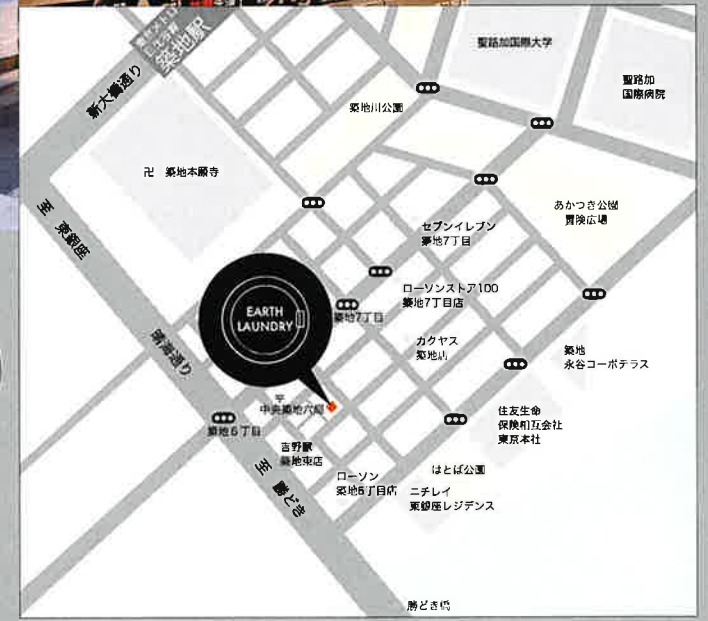 築地駅
新大橋通り
聖路加国際大学
聖路加
国際病院
築地川公園
卍 築地本願寺
至 東銀座
あかつき公園
冒険広場
セブンイレブン
築地7丁目
ローソンストア100
築地7丁目店
築地7丁目
EARTH
LAUNDRY
カクヤス
築地店
築地
永谷コーポテラス
晴海通り
〒
中央築地六局
築地6丁目
住友生命
保険相互会社
東京本社
吉野家
築地東店
至 勝どき
はとば公園
ローソン
築地6丁目店
ニチレイ
東銀座レジデンス
勝どき橋